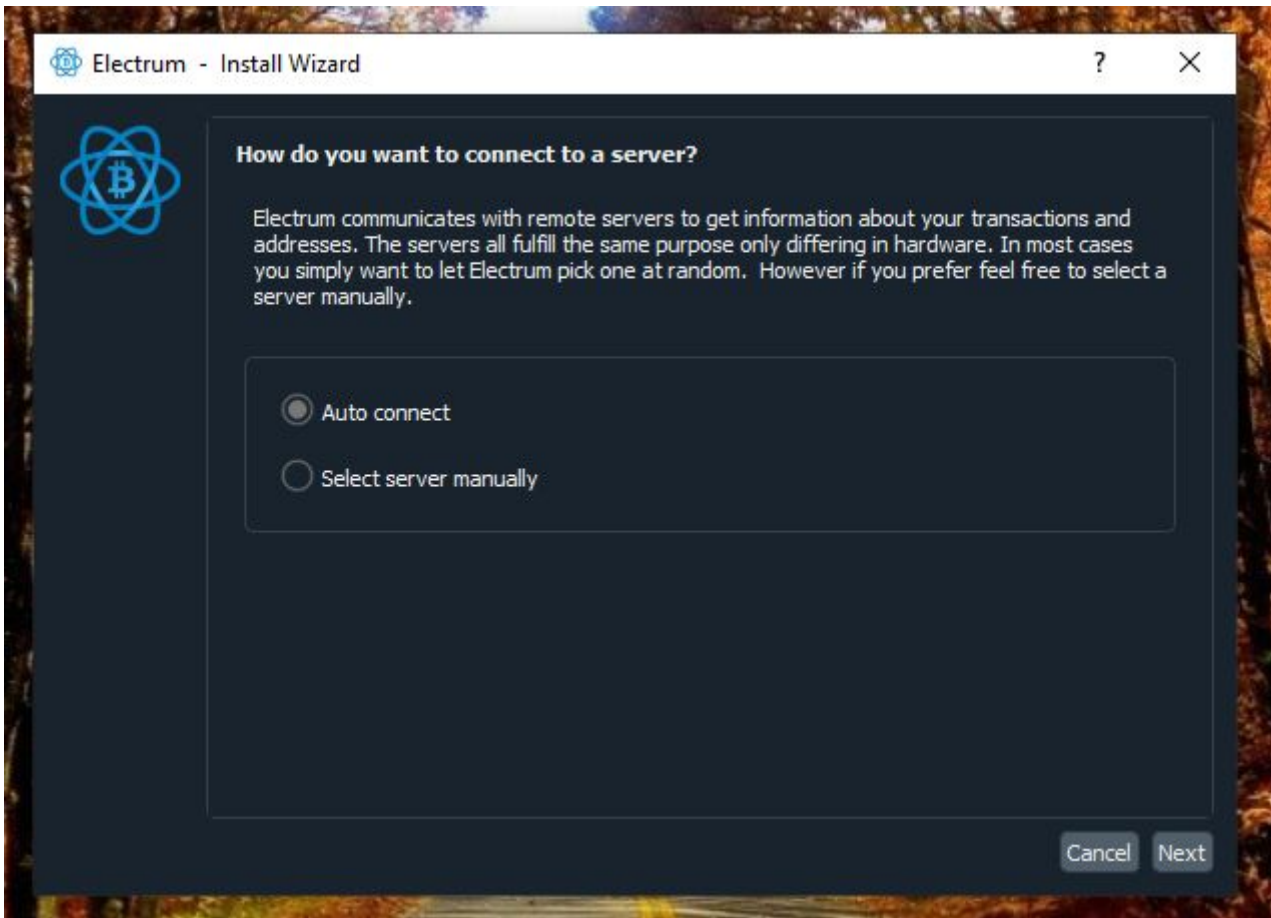 Electrum - Install Wizard
?
How do you want to connect to a server?
Electrum communicates with remote servers to get information about your transactions and
addresses. The servers all fulfill the same purpose only differing in hardware. In most cases
you simply want to let Electrum pick one at random.  However if you prefer feel free to select a
server manually.
Auto connect
Select server manually
Cancel Next